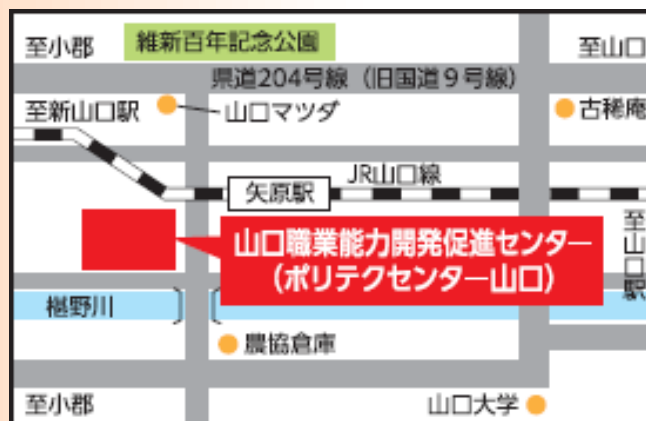 至小郡
維新百年記念公園
至山口
県道204号線（旧国道９号線）
至新山口駅
山口マツダ
古稀庵
JR山口線
矢原駅
山口職業能力開発促進センター
（ポリテクセンター山口）
至山口駅
椹野川
農協倉庫
至小郡
山口大学